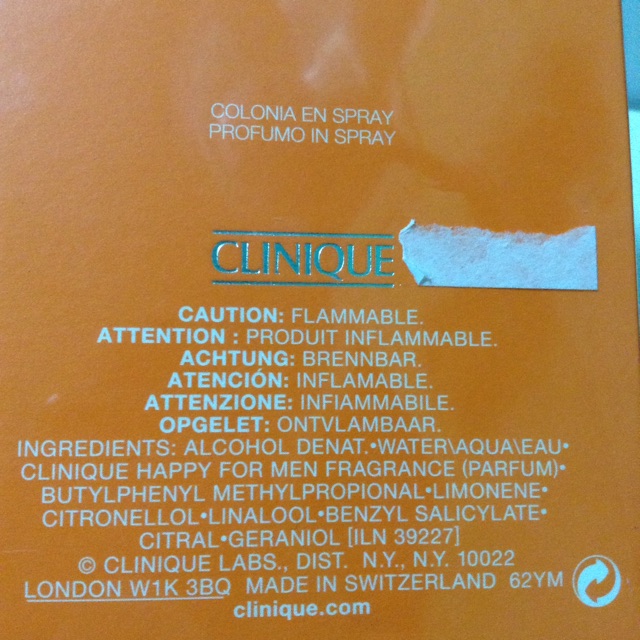 COLONIA EN SPRAY
PROFUMO IN SPRAY
CLINIQUE
CAUTION: FLAMMABLE.
ATTENTION : PRODUIT INFLAMMABLE.
ACHTUNG: BRENNBAR.
ATENCIÓN: INFLAMABLE.
ATTENZIONE: INFIAMMABILE.
OPGELET: ONTVLAMBAAR.
INGREDIENTS: ALCOHOL DENAT.•WATER\AQUA\EAU•
CLINIQUE HAPPY FOR MEN FRAGRANCE (PARFUM)•
BUTYLPHENYL METHYLPROPIONAL•LIMONENE•
CITRONELLOL•LINALOOL•BENZYL SALICYLATE•
CITRAL•GERANIOL [ILN 39227]
© CLINIQUE LABS., DIST. N.Y., N.Y. 10022
LONDON W1K 3BQ MADE IN SWITZERLAND 62YM
clinique.com